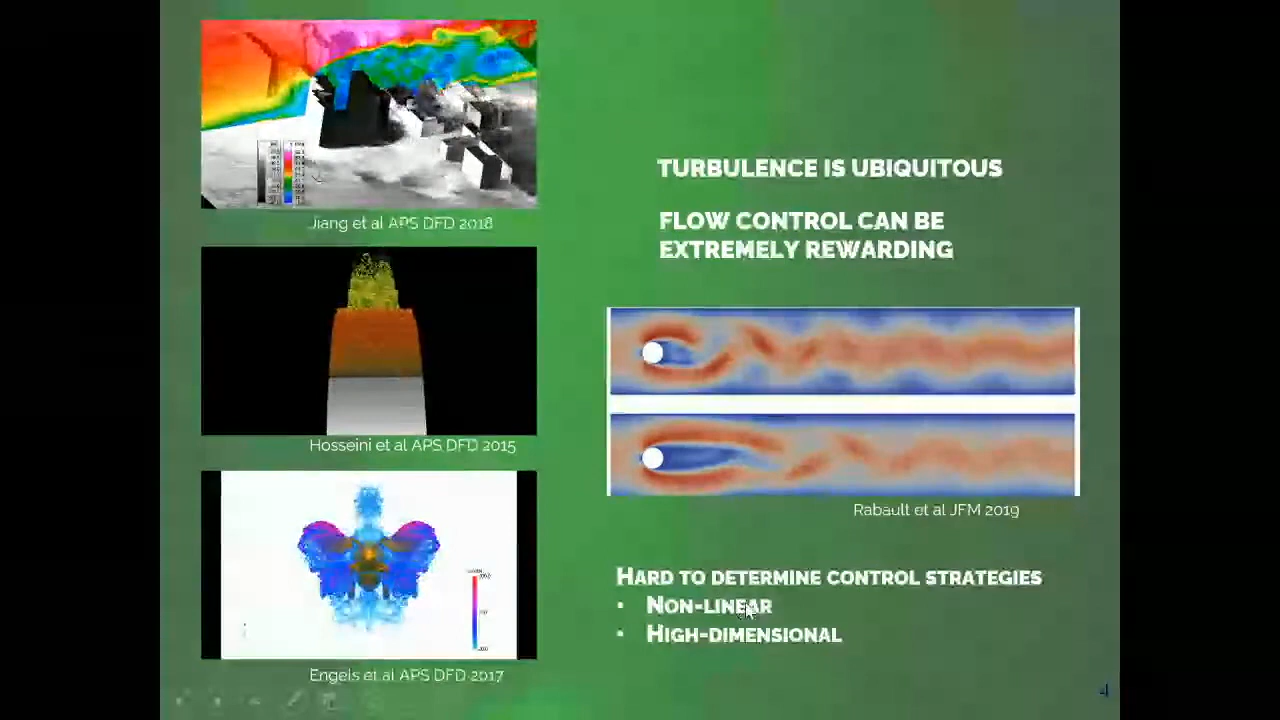 Jiang et al APS DFD 2018
Hosseini et al APS DFD 2015
Engels et al APS DFD 2017
TURBULENCE IS UBIQUITOUS
FLOW CONTROL CAN BE
EXTREMELY REWARDING
Rabault et al JFM 2019
HARD TO DETERMINE CONTROL STRATEGIES
• NON-LINEAR
• HIGH-DIMENSIONAL
4